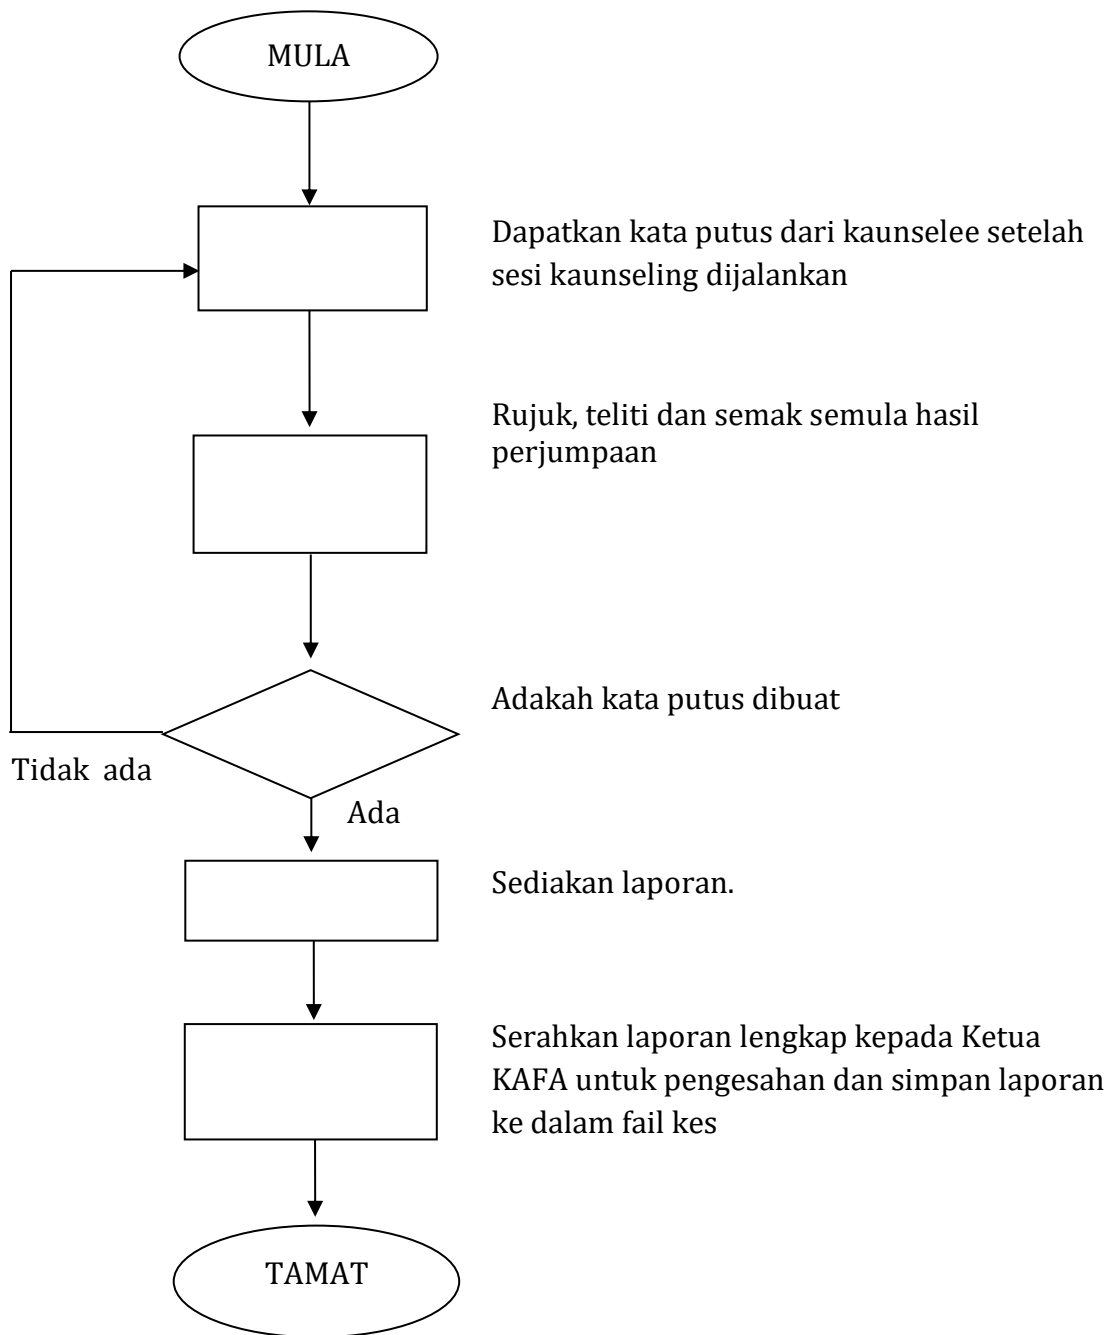 MULA
Dapatkan kata putus dari kaunselee setelah
sesi kaunseling dijalankan
Rujuk, teliti dan semak semula hasil
perjumpaan
Adakah kata putus dibuat
Tidak ada
Ada
Sediakan laporan.
Serahkan laporan lengkap kepada Ketua
KAFA untuk pengesahan dan simpan laporan
ke dalam fail kes
TAMAT